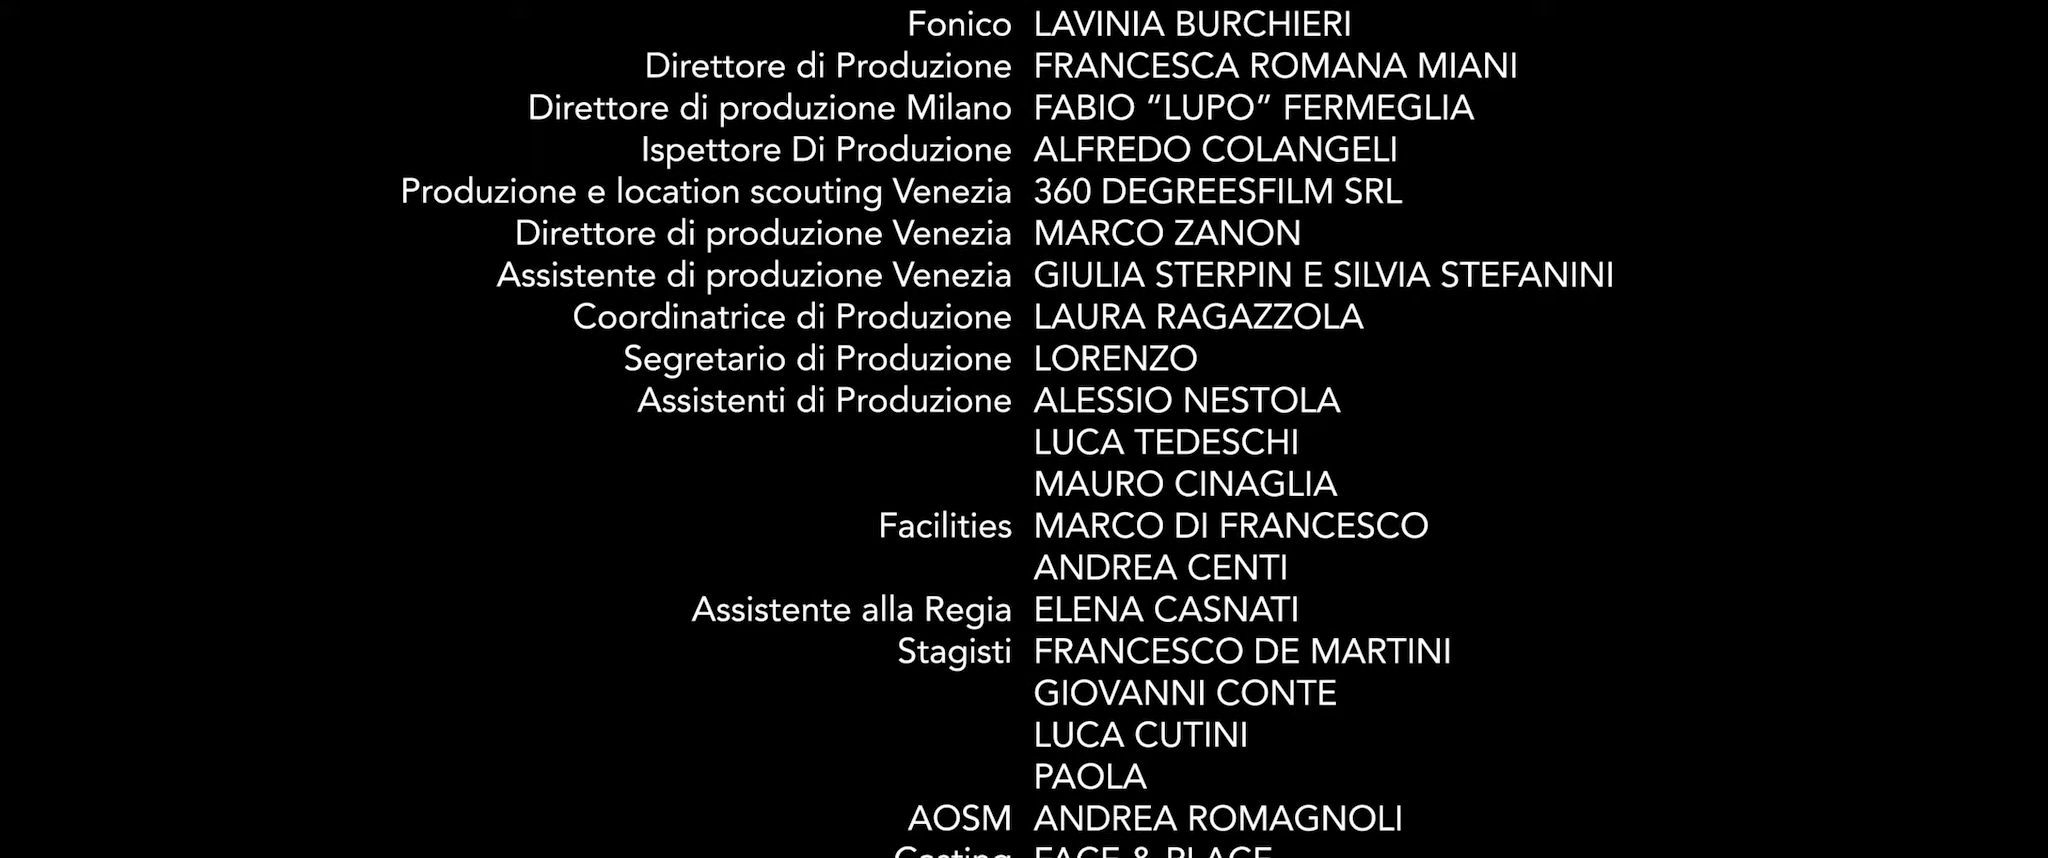 Fonico LAVINIA BURCHIERI
Direttore di Produzione FRANCESCA ROMANA MIANI
Direttore di produzione Milano FABIO “LUPO” FERMEGLIA
Ispettore Di Produzione ALFREDO COLANGELI
Produzione e location scouting Venezia 360 DEGREESFILM SRL
Direttore di produzione Venezia MARCO ZANON
Assistente di produzione Venezia GIULIA STERPIN E SILVIA STEFANINI
Coordinatrice di Produzione LAURA RAGAZZOLA
Segretario di Produzione LORENZO
Assistenti di Produzione ALESSIO NESTOLA
LUCA TEDESCHI
MAURO CINAGLIA
Facilities MARCO DI FRANCESCO
ANDREA CENTI
Assistente alla Regia ELENA CASNATI
Stagisti FRANCESCO DE MARTINI
GIOVANNI CONTE
LUCA CUTINI
PAOLA
AOSM ANDREA ROMAGNOLI
Casting FACE & PLACE